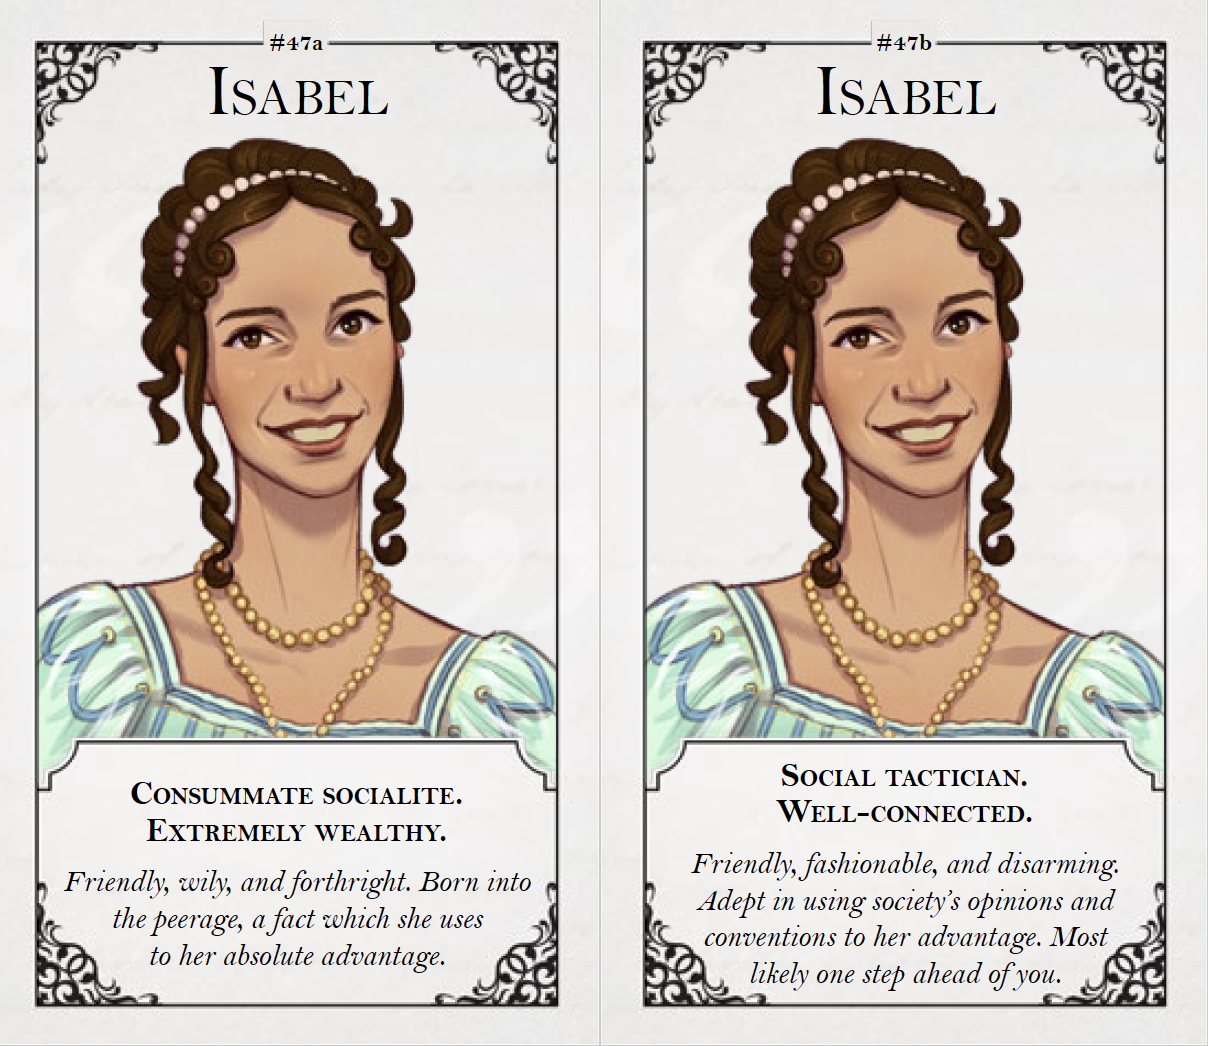 #47a
Isabel
Consummate socialite.
Extremely wealthy.
Friendly, wily, and forthright. Born into
the peerage, a fact which she uses
to her absolute advantage.
#47b
Isabel
Social tactician.
Well-connected.
Friendly, fashionable, and disarming.
Adept in using society's opinions and
conventions to her advantage. Most
likely one step ahead of you.